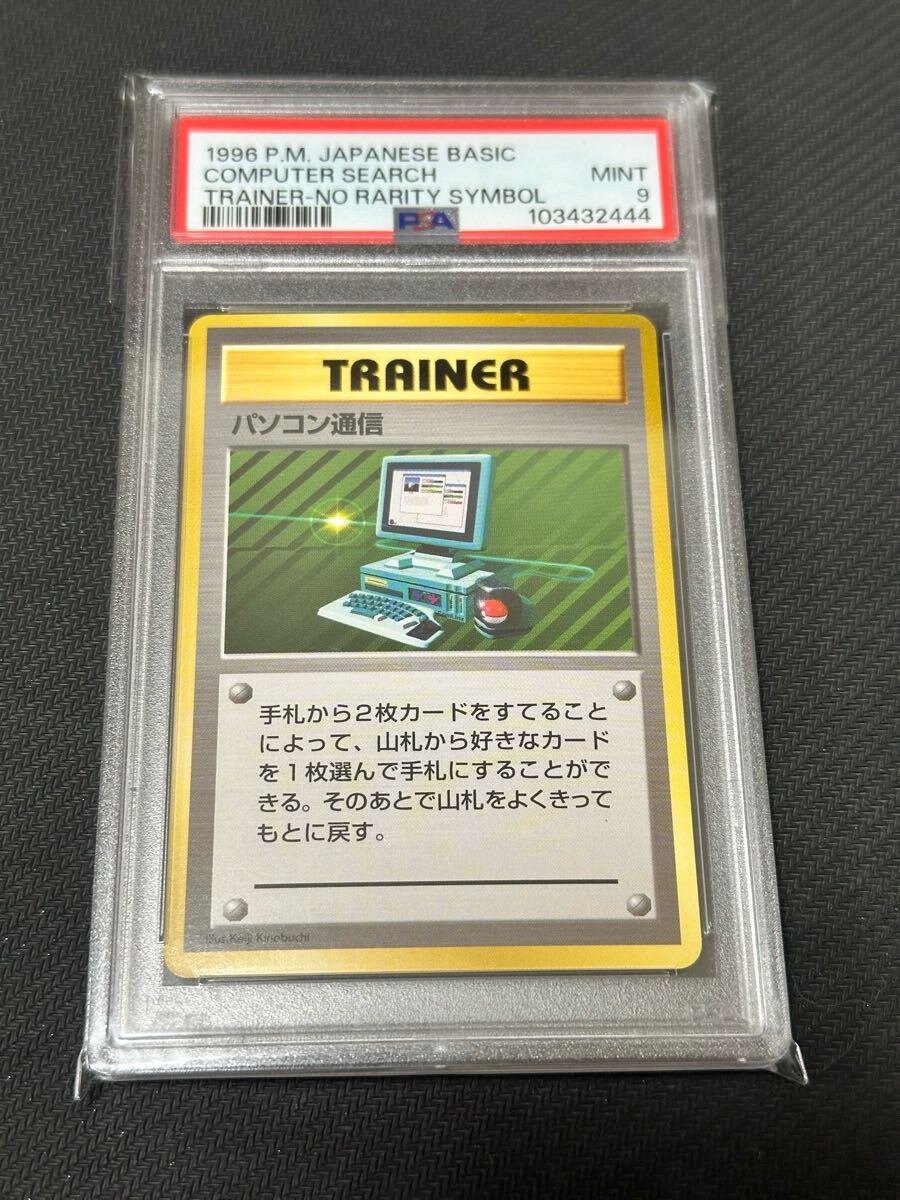 1996 P.M. JAPANESE BASIC
COMPUTER SEARCH MINT
TRAINER-NO RARITY SYMBOL 9
PSA 103432444
TRAINER
パソコン通信
手札から2枚カードをすてること
によって、山札から好きなカード
を1枚選んで手札にすることがで
きる。そのあとで山札をよくきって
もとに戻す。
Illus. Keiji Kinebuchi